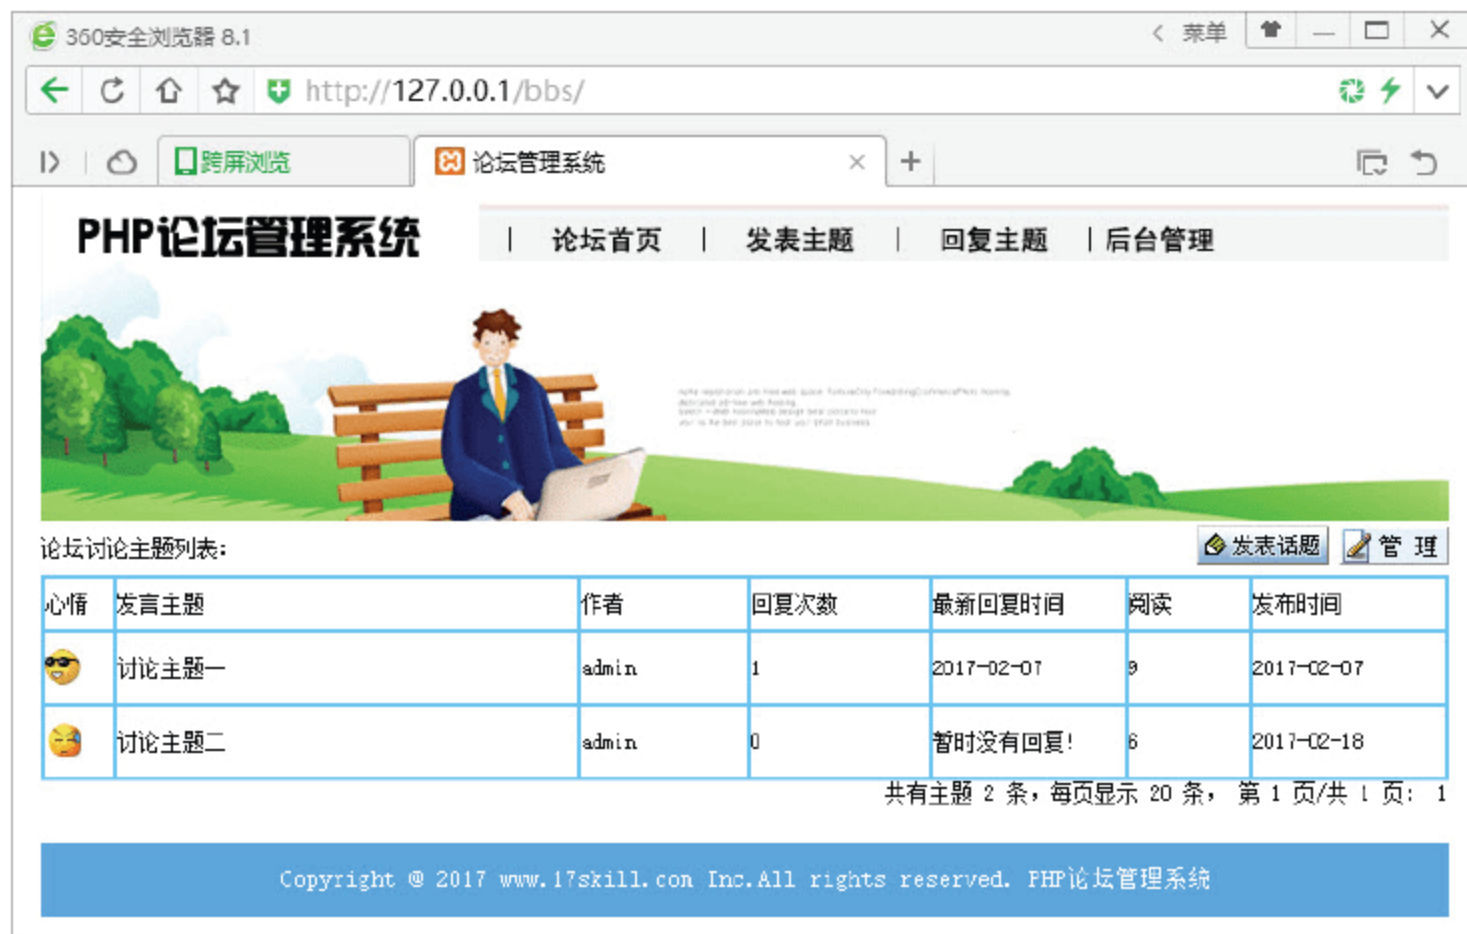 360安全浏览器 8.1
菜单
http://127.0.0.1/bbs/
跨屏浏览
论坛管理系统
PHP论坛管理系统
| 论坛首页 | 发表主题 | 回复主题 | 后台管理
论坛讨论主题列表:
发表话题
管 理
心情 发言主题 作者 回复次数 最新回复时间 阅读 发布时间
讨论主题一 admin 1 2017-02-07 9 2017-02-07
讨论主题二 admin 0 暂时没有回复! 6 2017-02-18
共有主题 2 条，每页显示 20 条， 第 1 页/共 1 页: 1
Copyright @ 2017 www.17skill.con Inc.All rights reserved. PHP论坛管理系统